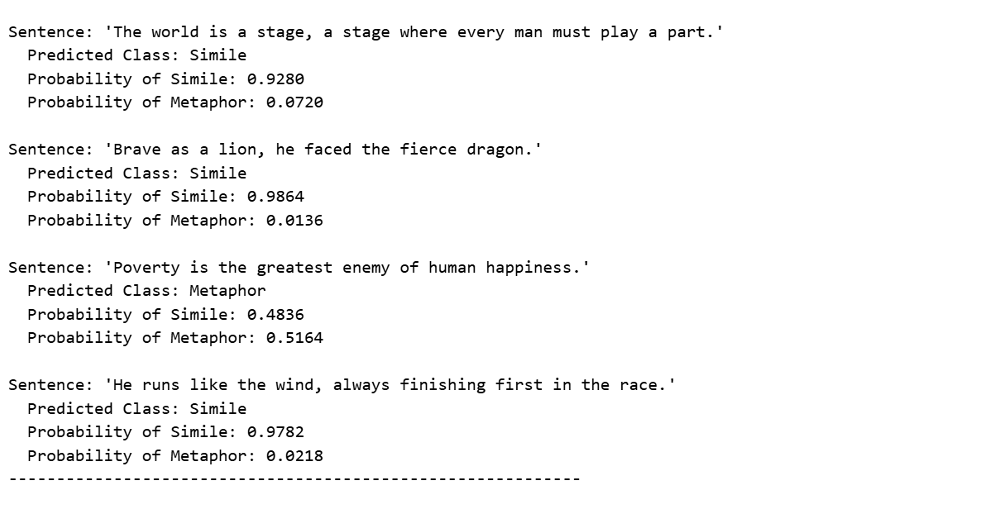 Sentence: 'The world is a stage, a stage where every man must play a part.'
Predicted Class: Simile
Probability of Simile: 0.9280
Probability of Metaphor: 0.0720
Sentence: 'Brave as a lion, he faced the fierce dragon.'
Predicted Class: Simile
Probability of Simile: 0.9864
Probability of Metaphor: 0.0136
Sentence: 'Poverty is the greatest enemy of human happiness.'
Predicted Class: Metaphor
Probability of Simile: 0.4836
Probability of Metaphor: 0.5164
Sentence: 'He runs like the wind, always finishing first in the race.'
Predicted Class: Simile
Probability of Simile: 0.9782
Probability of Metaphor: 0.0218
------------------------------------------------------------